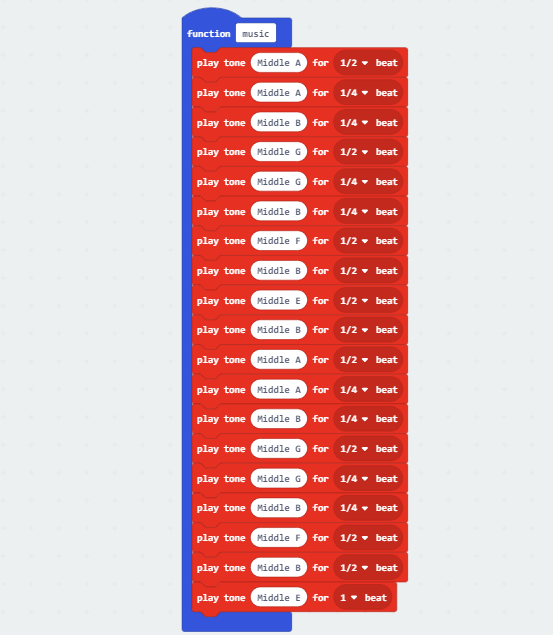 function music
play tone Middle A for 1/2 beat
play tone Middle A for 1/4 beat
play tone Middle B for 1/4 beat
play tone Middle G for 1/2 beat
play tone Middle G for 1/4 beat
play tone Middle B for 1/4 beat
play tone Middle F for 1/2 beat
play tone Middle B for 1/2 beat
play tone Middle E for 1/2 beat
play tone Middle B for 1/2 beat
play tone Middle A for 1/2 beat
play tone Middle A for 1/4 beat
play tone Middle B for 1/4 beat
play tone Middle G for 1/2 beat
play tone Middle G for 1/4 beat
play tone Middle B for 1/4 beat
play tone Middle F for 1/2 beat
play tone Middle B for 1/2 beat
play tone Middle E for 1 beat